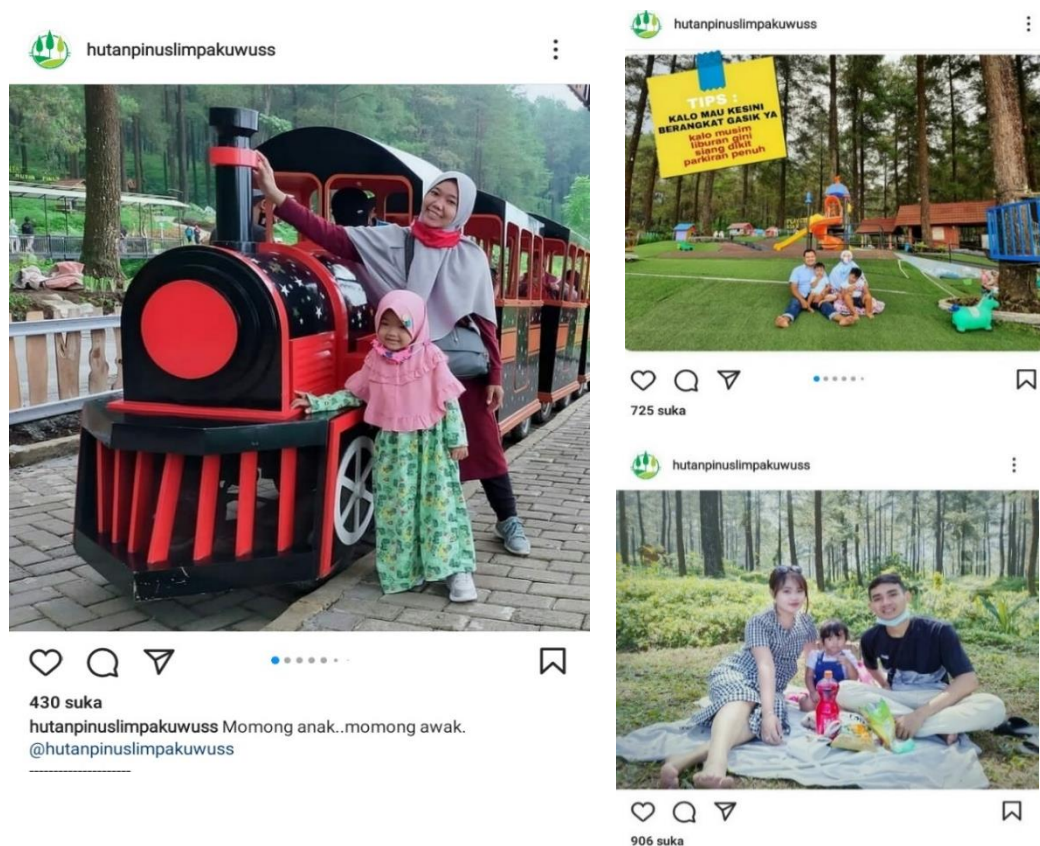 hutanpinuslimpakuwuss
430 suka
hutanpinuslimpakuwuss Momong anak..momong awak.
@hutanpinuslimpakuwuss
---------------------
hutanpinuslimpakuwuss
TIPS :
KALO MAU KESINI
BERANGKAT GASIK YA
kalo musim
liburan gini
siang dikit
parkiran penuh
725 suka
hutanpinuslimpakuwuss
906 suka